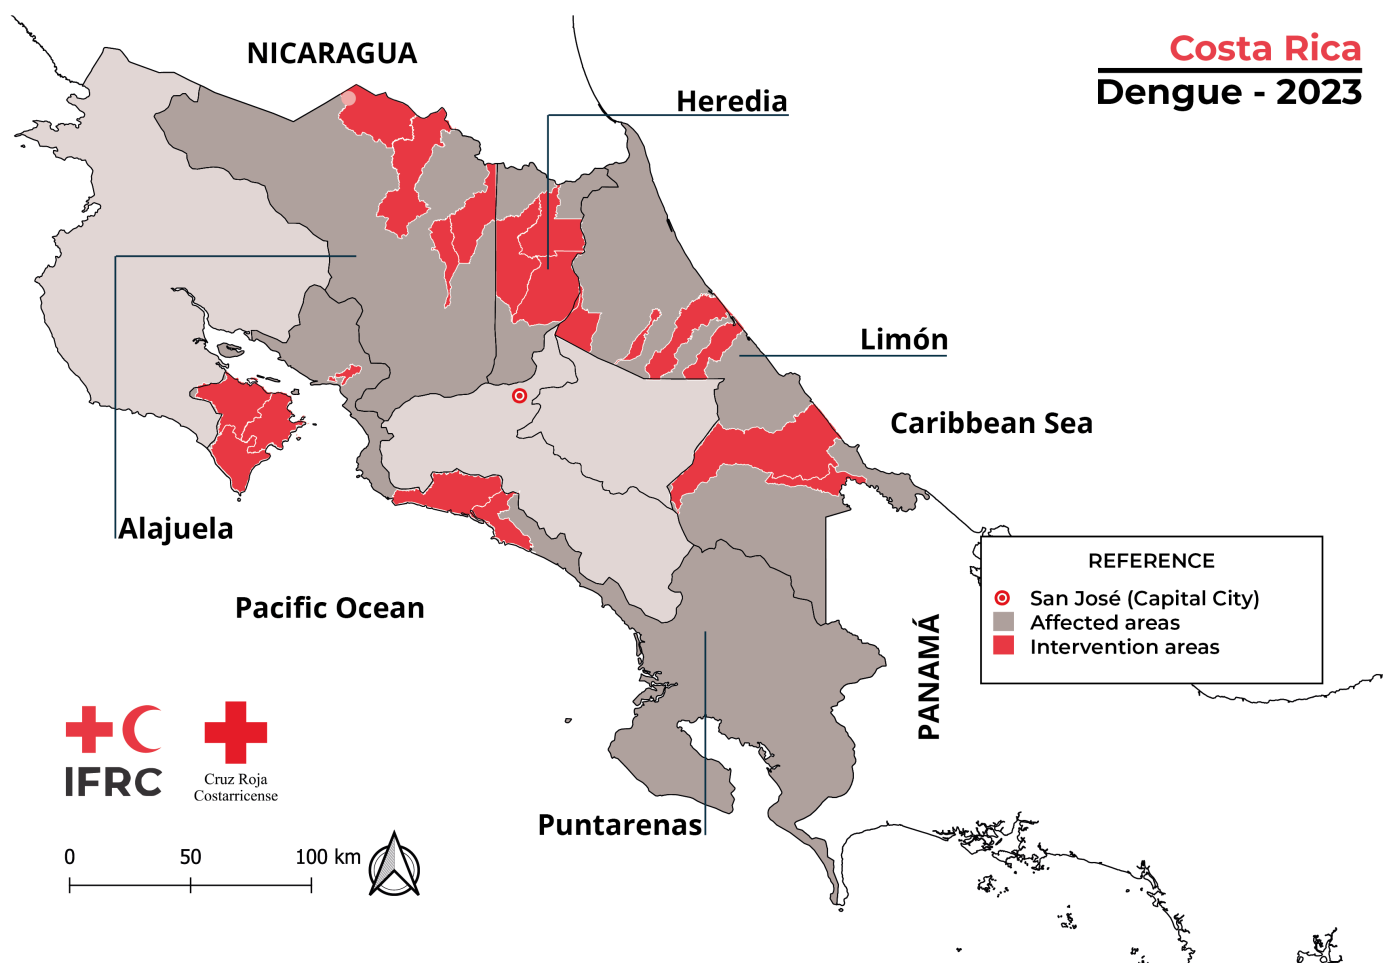 Costa Rica
Dengue - 2023
NICARAGUA
Heredia
Limón
Caribbean Sea
Alajuela
Pacific Ocean
PANAMÁ
Puntarenas
REFERENCE
San José (Capital City)
Affected areas
Intervention areas
IFRC
Cruz Roja
Costarricense
0 50 100 km